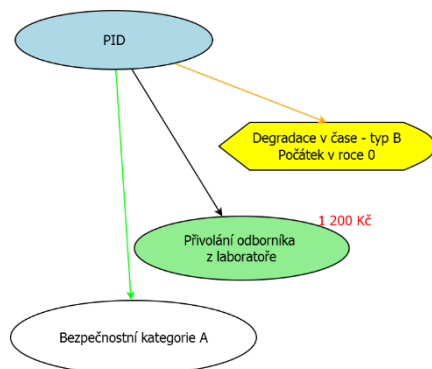 PID
Degradace v čase - typ B
Počátek v roce 0
1 200 Kč
Přivolání odborníka
z laboratoře
Bezpečnostní kategorie A